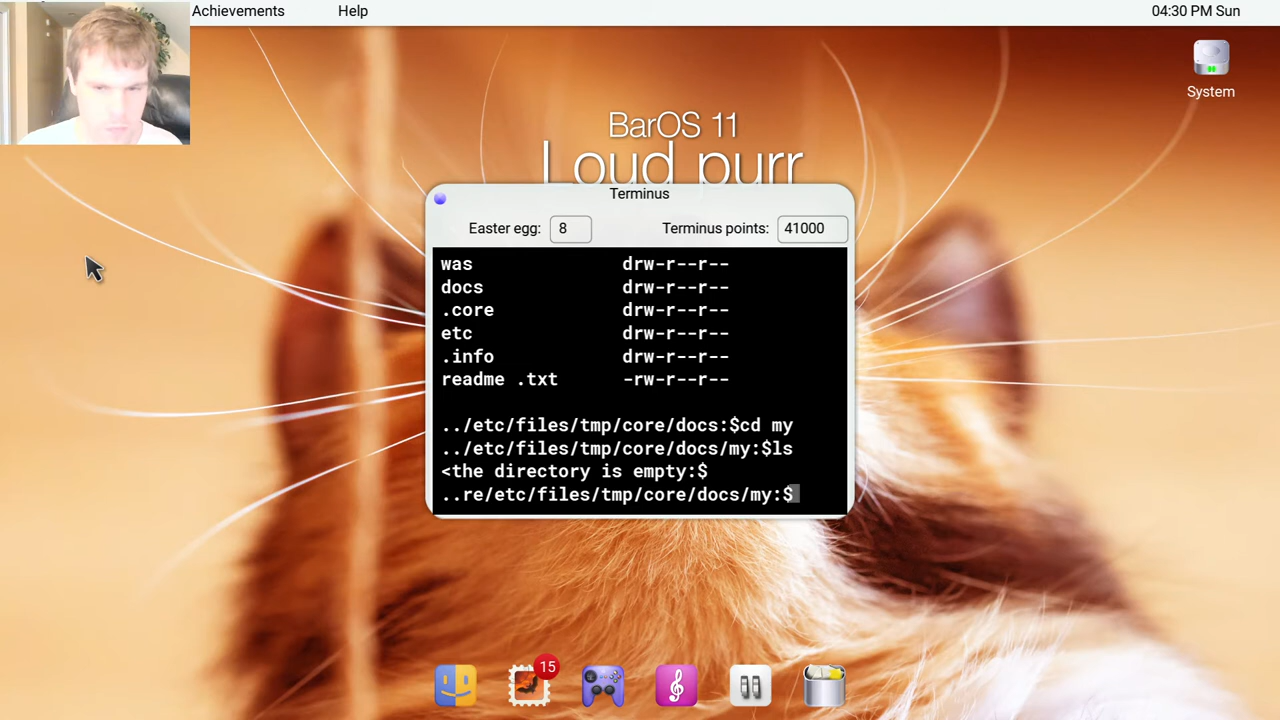 Achievements Help 04:30 PM Sun
System
BarOS 11
Loud purr
Terminus
Easter egg: 8 Terminus points: 41000
was drw-r--r--
docs drw-r--r--
.core drw-r--r--
etc drw-r--r--
.info drw-r--r--
readme .txt -rw-r--r--
../etc/files/tmp/core/docs:$cd my
../etc/files/tmp/core/docs/my:$ls
<the directory is empty:$
..re/etc/files/tmp/core/docs/my:$
15